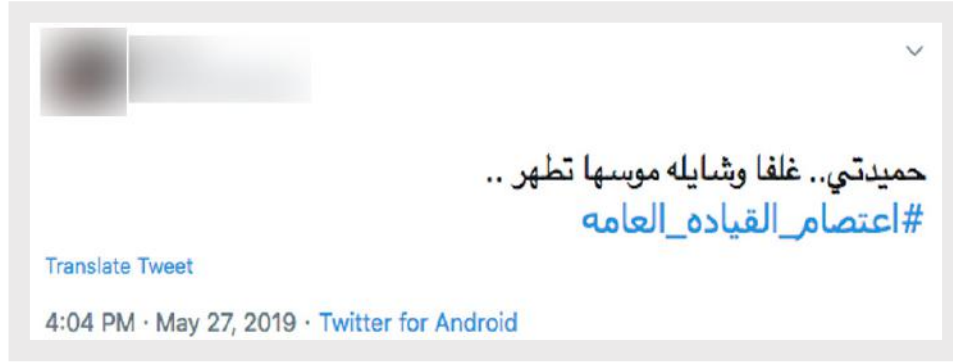 حميدتي.. غلفا وشايله موسها تطهر ..
#اعتصام_القياده_العامه
Translate Tweet
4:04 PM · May 27, 2019 · Twitter for Android